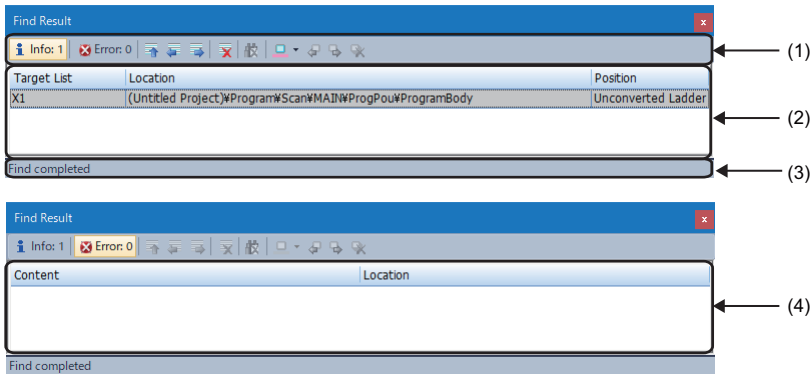 Find Result x
Info: 1 Error: 0 (1)
Target List Location Position
X1 (Untitled Project)¥Program¥Scan¥MAIN¥ProgPou¥ProgramBody Unconverted Ladder
(2)
Find completed (3)
Find Result x
Info: 1 Error: 0
Content Location
(4)
Find completed